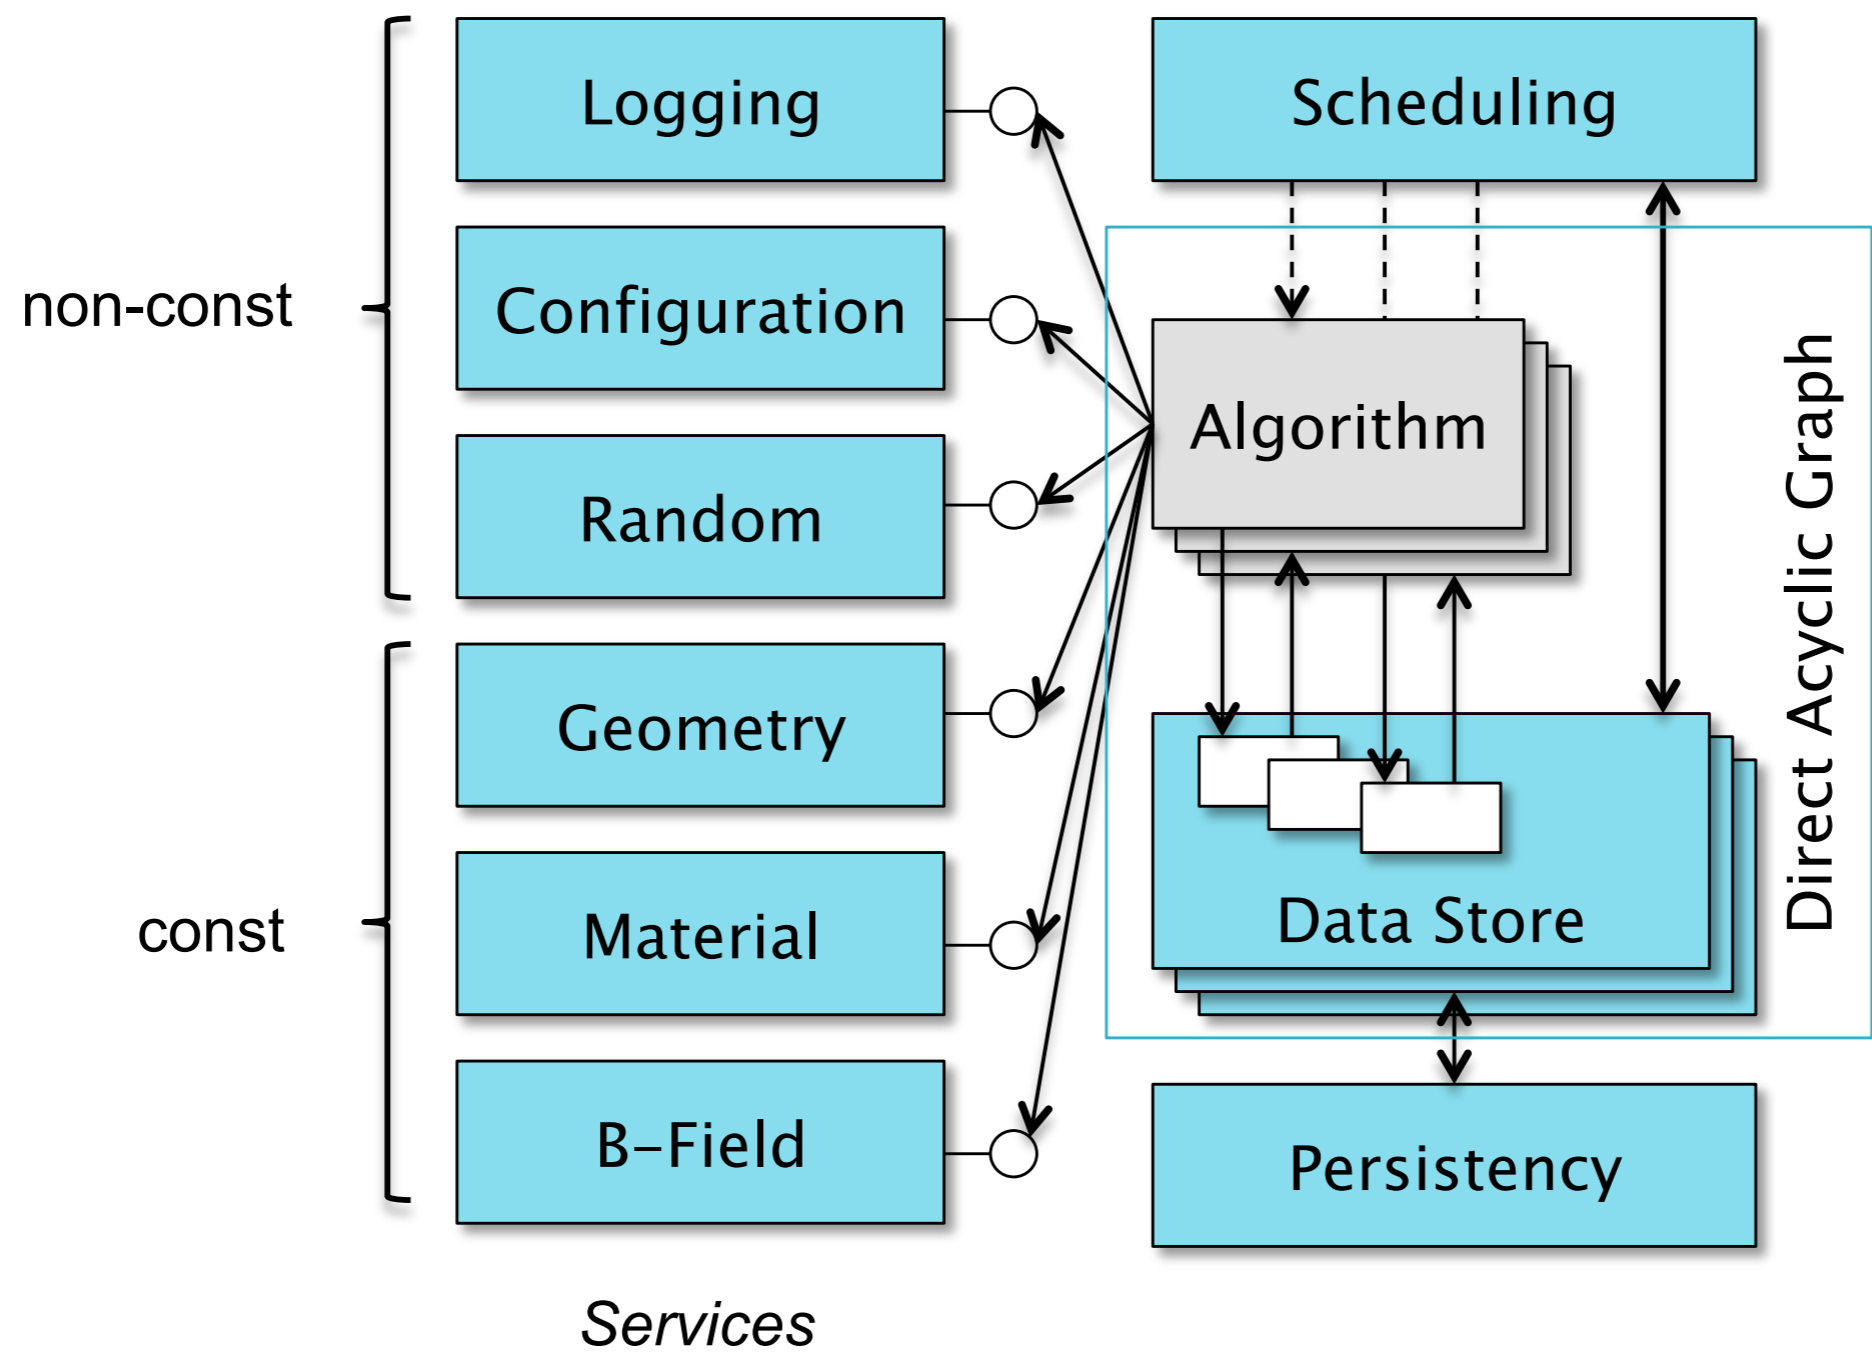 Logging
Scheduling
non-const
Configuration
Algorithm
Random
Direct Acyclic Graph
Geometry
const
Material
Data Store
B-Field
Persistency
Services